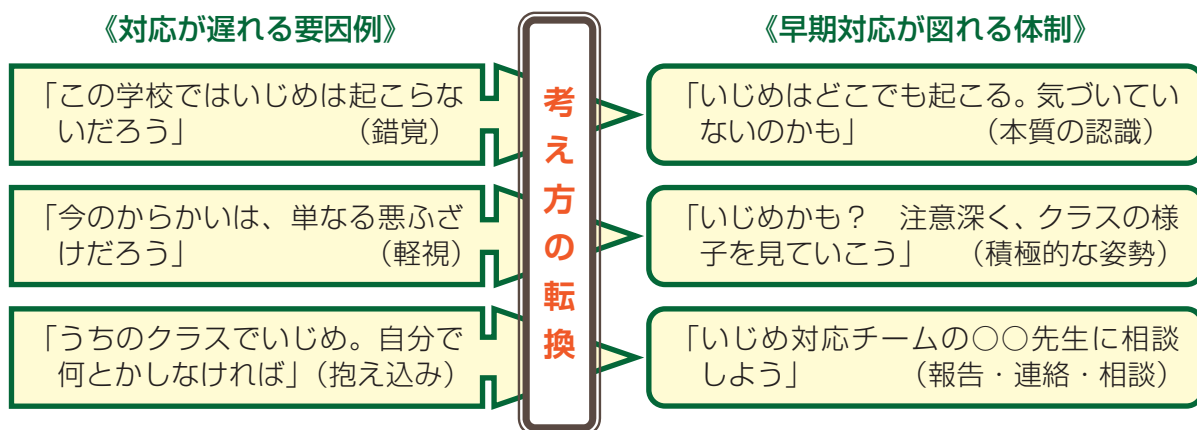 《対応が遅れる要因例》
「この学校ではいじめは起こらな
いだろう」 （錯覚）
「今のからかいは、単なる悪ふざ
けだろう」 （軽視）
「うちのクラスでいじめ。自分で
何とかしなければ」（抱え込み）
考え方の転換
《早期対応が図れる体制》
「いじめはどこでも起こる。気づいてい
ないのかも」 （本質の認識）
「いじめかも？　注意深く、クラスの様
子を見ていこう」 （積極的な姿勢）
「いじめ対応チームの○○先生に相談
しよう」 （報告・連絡・相談）